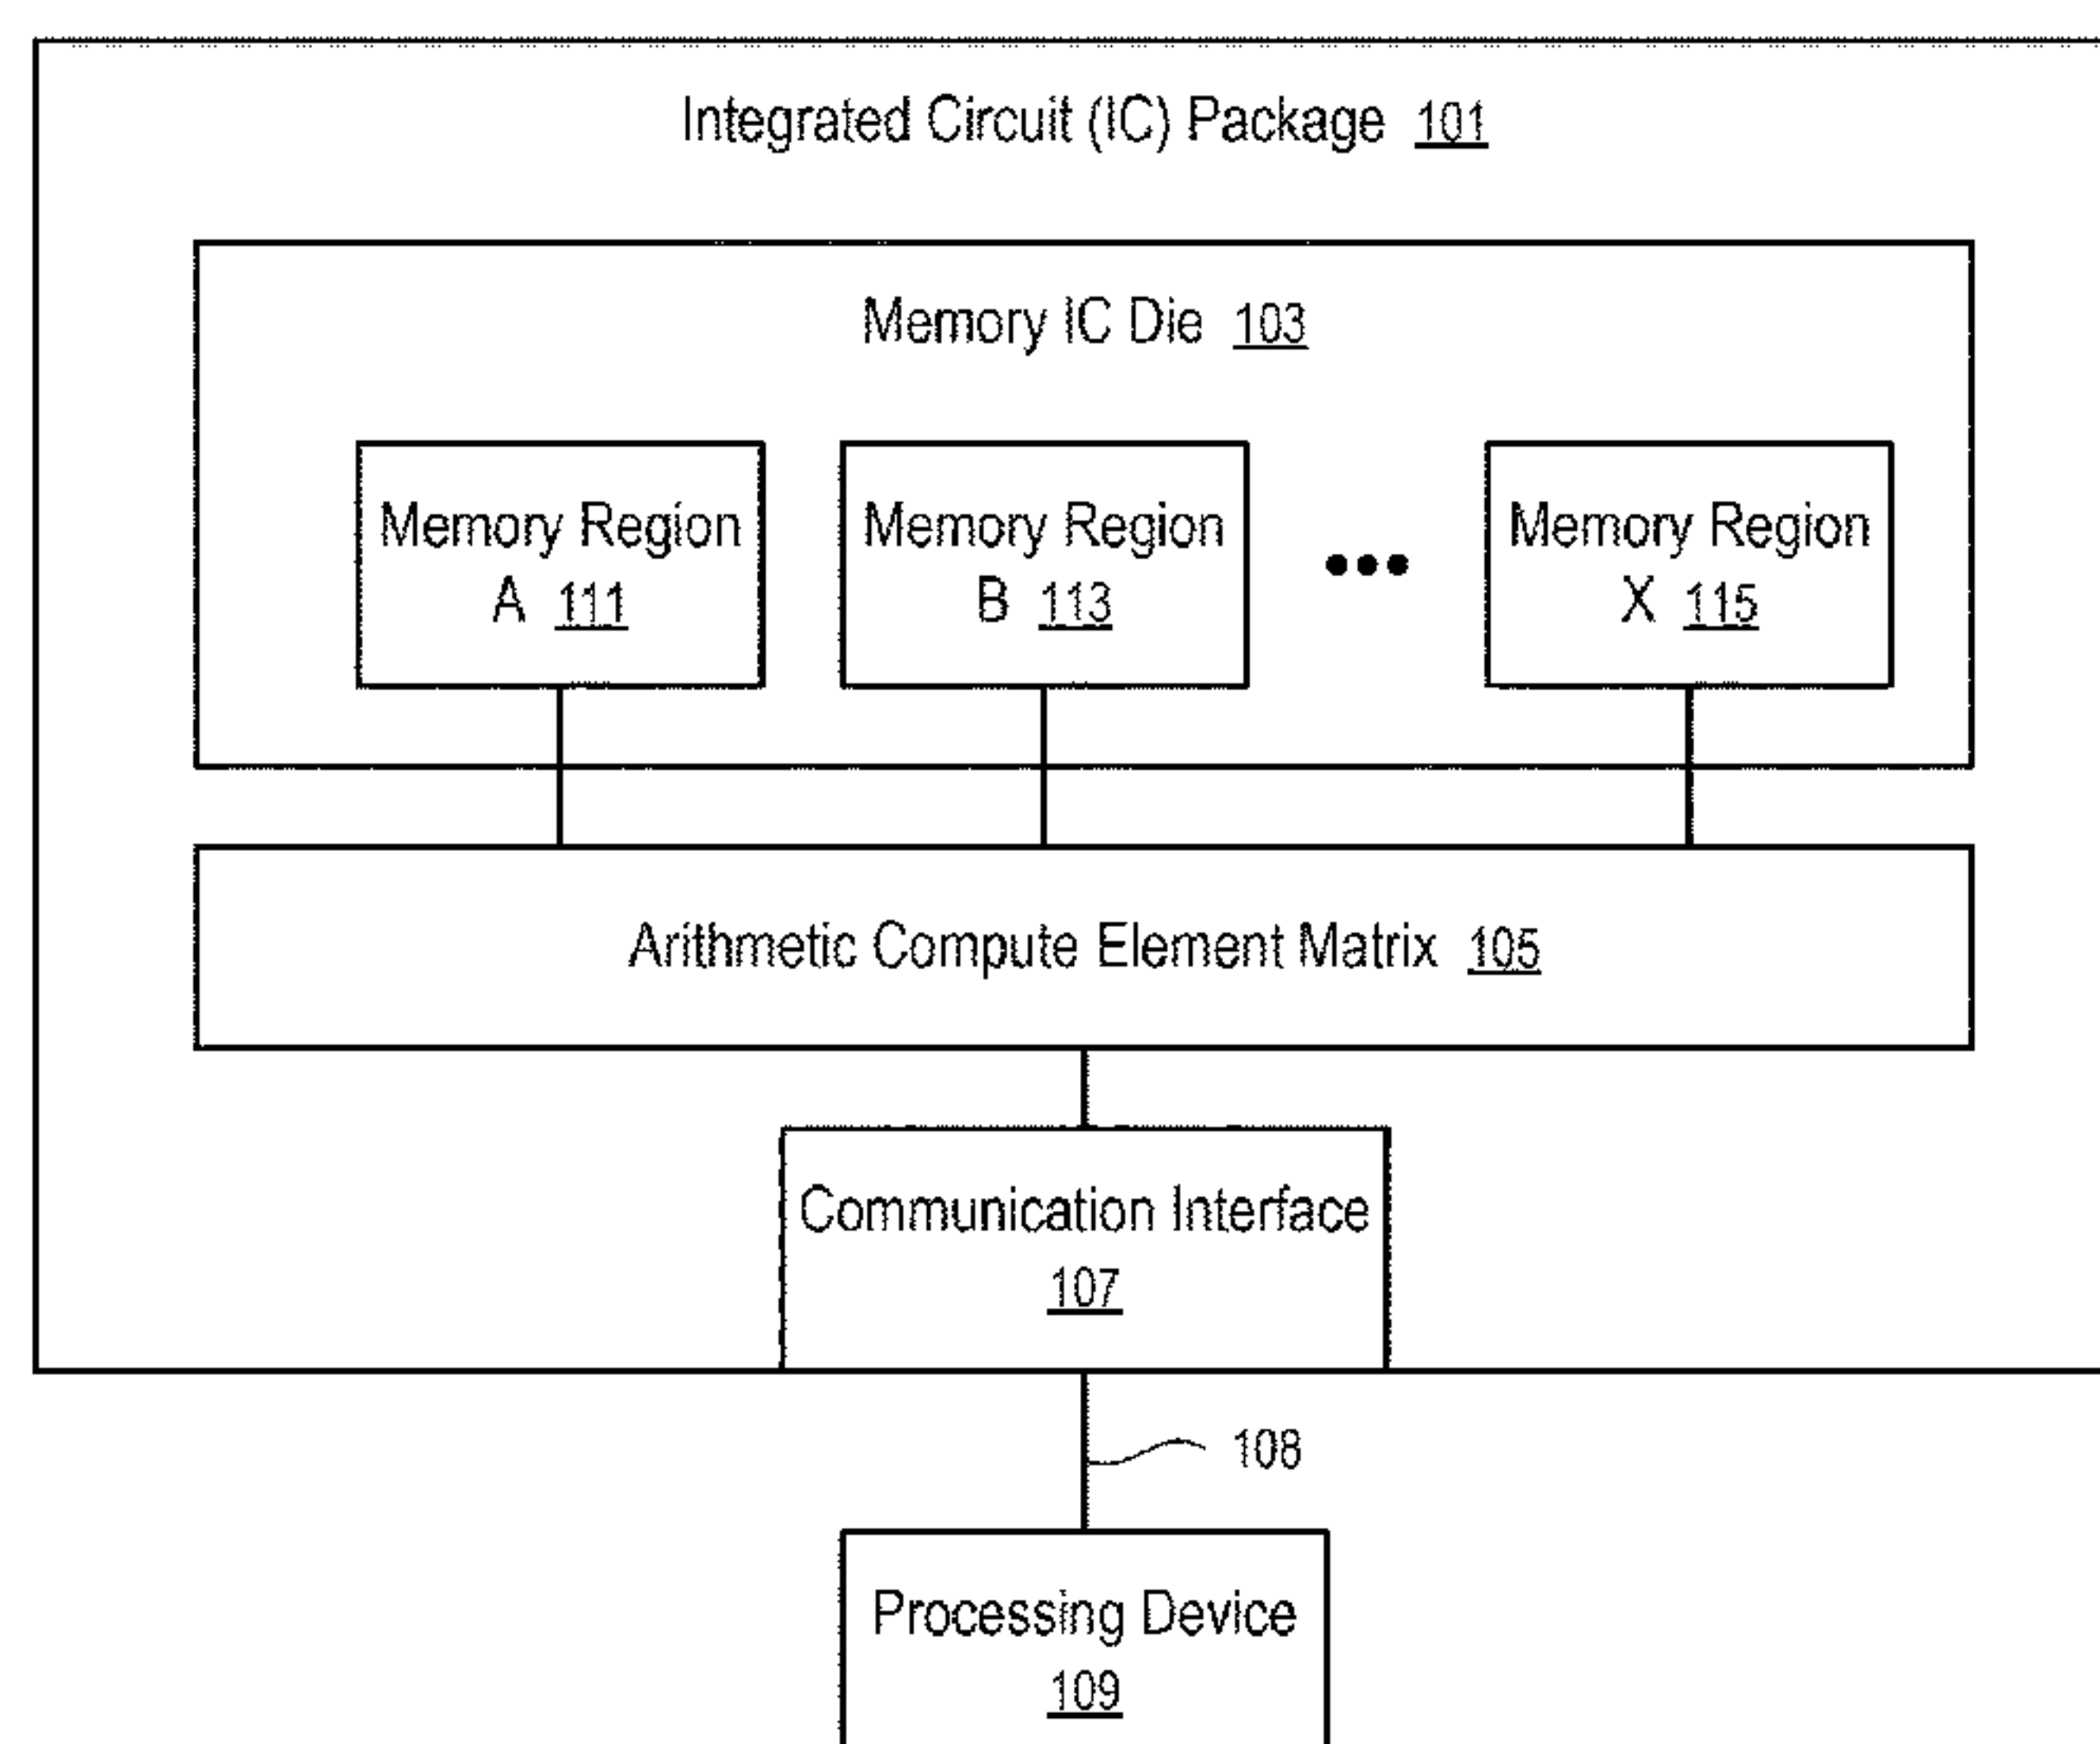 Integrated Circuit (IC) Package 101
Memory IC Die 103
Memory Region
A 111
Memory Region
B 113
•••
Memory Region
X 115
Arithmetic Compute Element Matrix 105
Communication Interface
107
108
Processing Device
109